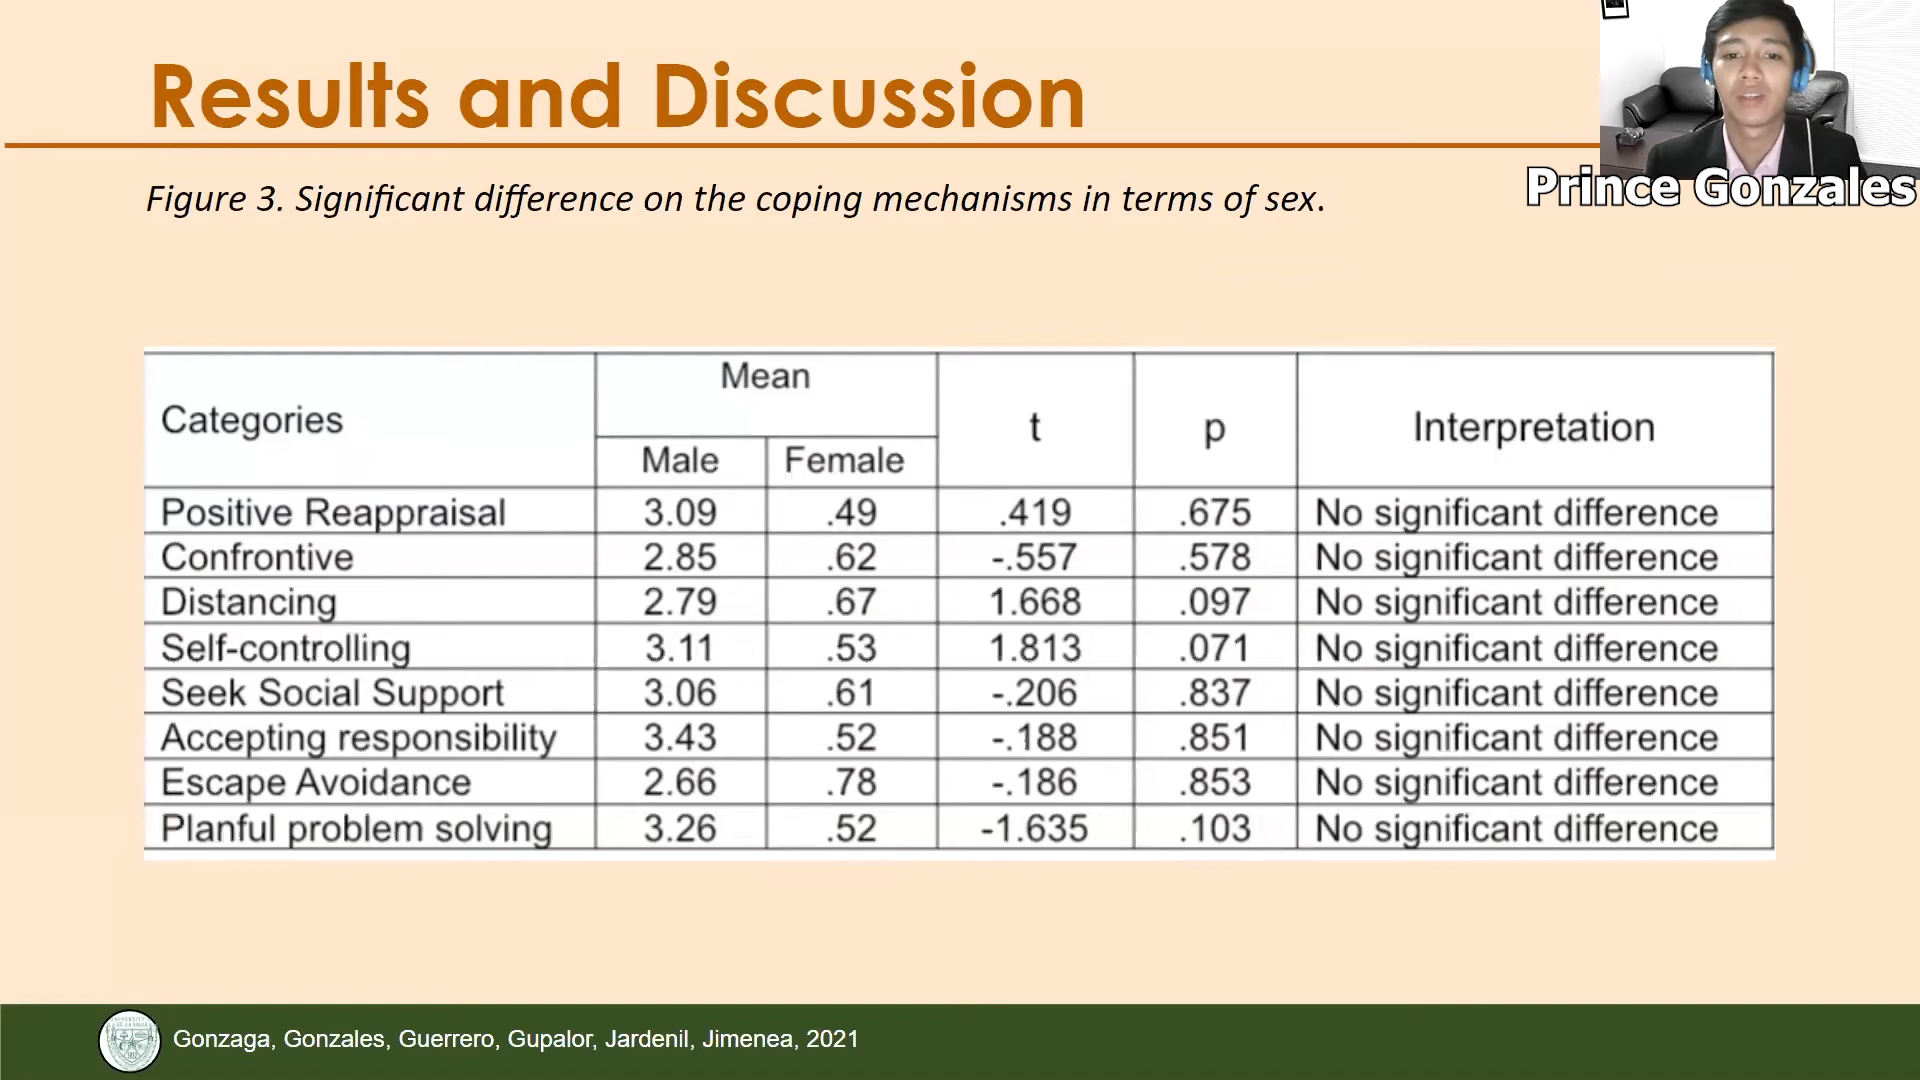 Results and Discussion
Prince Gonzales
Figure 3. Significant difference on the coping mechanisms in terms of sex.
Categories Mean t p Interpretation
Male Female
Positive Reappraisal 3.09 .49 .419 .675 No significant difference
Confrontive 2.85 .62 -.557 .578 No significant difference
Distancing 2.79 .67 1.668 .097 No significant difference
Self-controlling 3.11 .53 1.813 .071 No significant difference
Seek Social Support 3.06 .61 -.206 .837 No significant difference
Accepting responsibility 3.43 .52 -.188 .851 No significant difference
Escape Avoidance 2.66 .78 -.186 .853 No significant difference
Planful problem solving 3.26 .52 -1.635 .103 No significant difference
Gonzaga, Gonzales, Guerrero, Gupalor, Jardenil, Jimenea, 2021